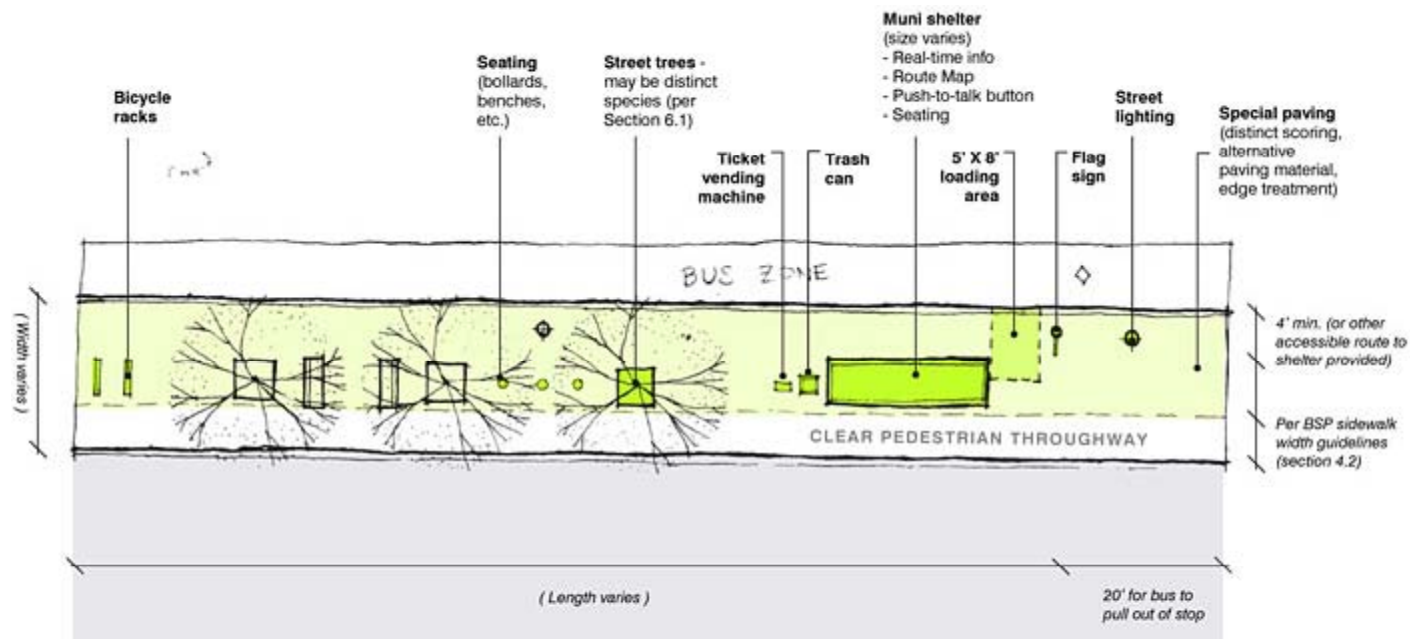 Bicycle
racks
Seating
(bollards,
benches,
etc.)
Street trees -
may be distinct
species (per
Section 6.1)
Ticket
vending
machine
Trash
can
Muni shelter
(size varies)
- Real-time info
- Route Map
- Push-to-talk button
- Seating
5' X 8'
loading
area
Flag
sign
Street
lighting
Special paving
(distinct scoring,
alternative
paving material,
edge treatment)
BUS ZONE
( Width varies )
4' min. (or other
accessible route to
shelter provided)
CLEAR PEDESTRIAN THROUGHWAY
Per BSP sidewalk
width guidelines
(section 4.2)
( Length varies )
20' for bus to
pull out of stop